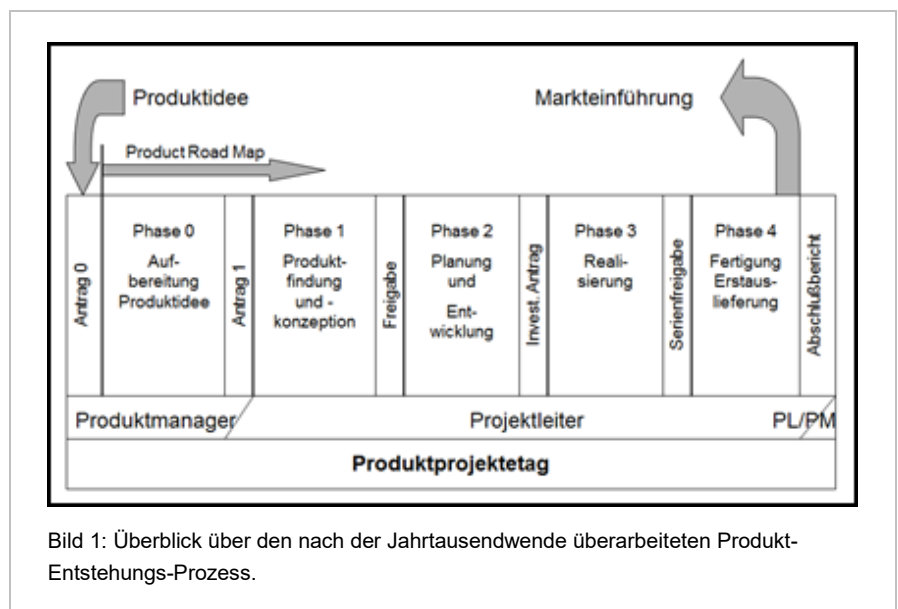 Produktidee
Markteinführung
Product Road Map
Antrag 0
Phase 0
Auf-
bereitung
Produktidee
Antrag 1
Phase 1
Produkt-
findung
und -
konzeption
Freigabe
Phase 2
Planung
und
Ent-
wicklung
Invest. Antrag
Phase 3
Reali-
sierung
Serienfreigabe
Phase 4
Fertigung
Erstaus-
lieferung
Abschlußbericht
Produktmanager
Projektleiter
PL/PM
Produktprojektetag
Bild 1: Überblick über den nach der Jahrtausendwende überarbeiteten Produkt-
Entstehungs-Prozess.